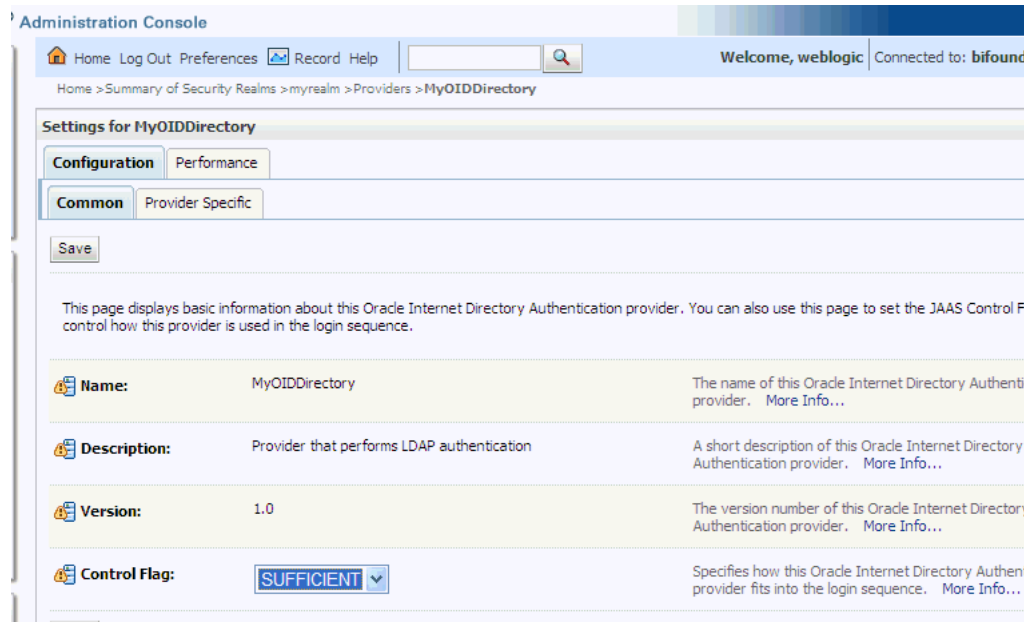 Administration Console
Home Log Out Preferences Record Help
Welcome, weblogic Connected to: bifound
Home >Summary of Security Realms >myrealm >Providers >MyOIDDirectory
Settings for MyOIDDirectory
Configuration Performance
Common Provider Specific
Save
This page displays basic information about this Oracle Internet Directory Authentication provider. You can also use this page to set the JAAS Control F
control how this provider is used in the login sequence.
Name: MyOIDDirectory
The name of this Oracle Internet Directory Authenti
provider. More Info...
Description: Provider that performs LDAP authentication
A short description of this Oracle Internet Directory
Authentication provider. More Info...
Version: 1.0
The version number of this Oracle Internet Directory
Authentication provider. More Info...
Control Flag: SUFFICIENT
Specifies how this Oracle Internet Directory Authen
provider fits into the login sequence. More Info...